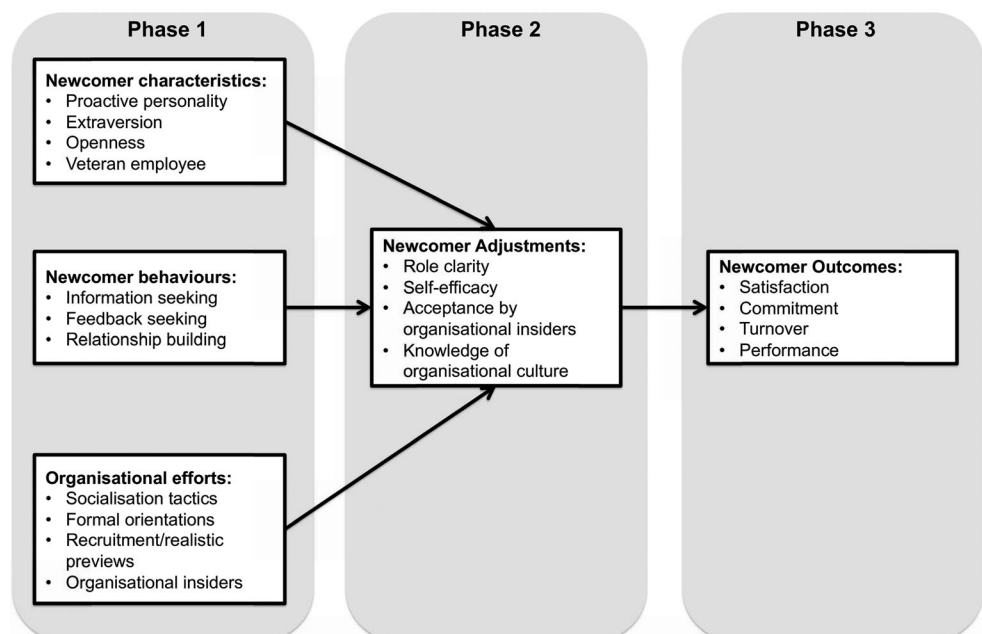 Phase 1
Newcomer characteristics:
• Proactive personality
• Extraversion
• Openness
• Veteran employee
Newcomer behaviours:
• Information seeking
• Feedback seeking
• Relationship building
Organisational efforts:
• Socialisation tactics
• Formal orientations
• Recruitment/realistic
previews
• Organisational insiders
Phase 2
Newcomer Adjustments:
• Role clarity
• Self-efficacy
• Acceptance by
organisational insiders
• Knowledge of
organisational culture
Phase 3
Newcomer Outcomes:
• Satisfaction
• Commitment
• Turnover
• Performance